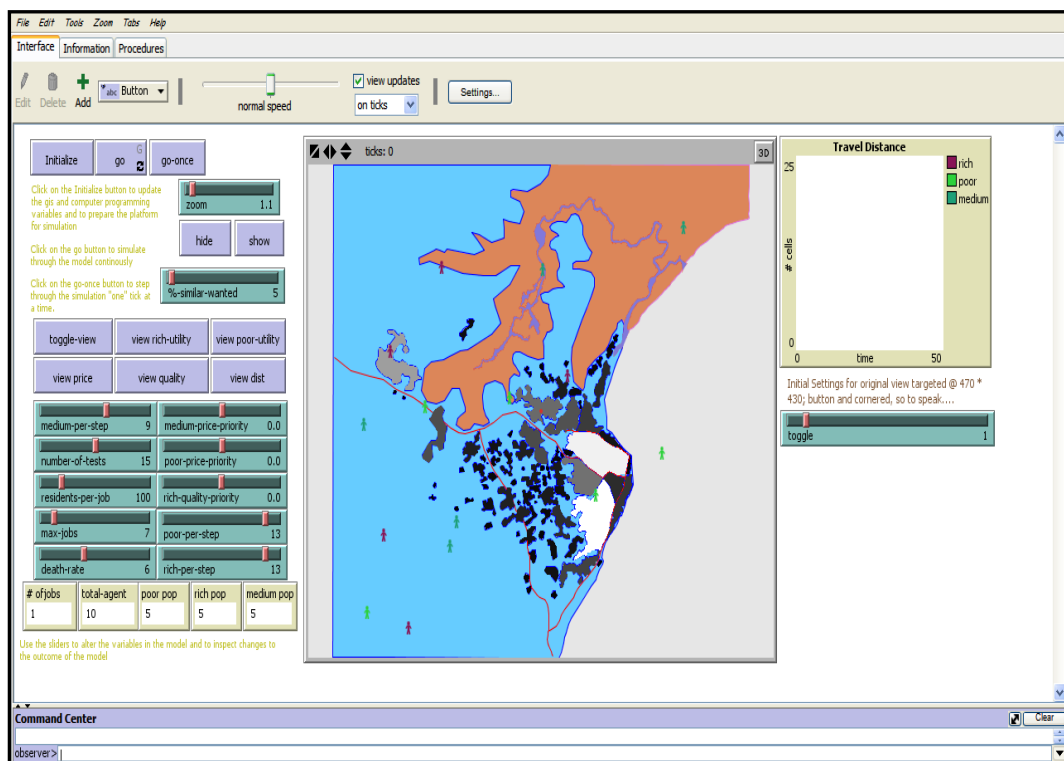 File Edit Tools Zoom Tabs Help
Interface Information Procedures
Edit Delete Add abc Button normal speed view updates on ticks Settings...
Initialize go G go-once
Click on the Initialize button to update
the gis and computer programming
variables and to prepare the platform
for simulation
zoom 1.1
hide show
Click on the go button to simulate
through the model continously
Click on the go-once button to step
through the simulation "one" tick at
a time.
%-similar-wanted 5
toggle-view view rich-utility view poor-utility
view price view quality view dist
medium-per-step 9 medium-price-priority 0.0
number-of-tests 15 poor-price-priority 0.0
residents-per-job 100 rich-quality-priority 0.0
max-jobs 7 poor-per-step 13
death-rate 6 rich-per-step 13
# of jobs total-agent poor pop rich pop medium pop
1 10 5 5 5
Use the sliders to alter the variables in the model and to inspect changes to
the outcome of the model
ticks: 0 3D
Travel Distance
25
# cells
0
0 time 50
rich
poor
medium
Initial Settings for original view targeted @ 470 *
430; button and cornered, so to speak....
toggle 1
Command Center Clear
observer>